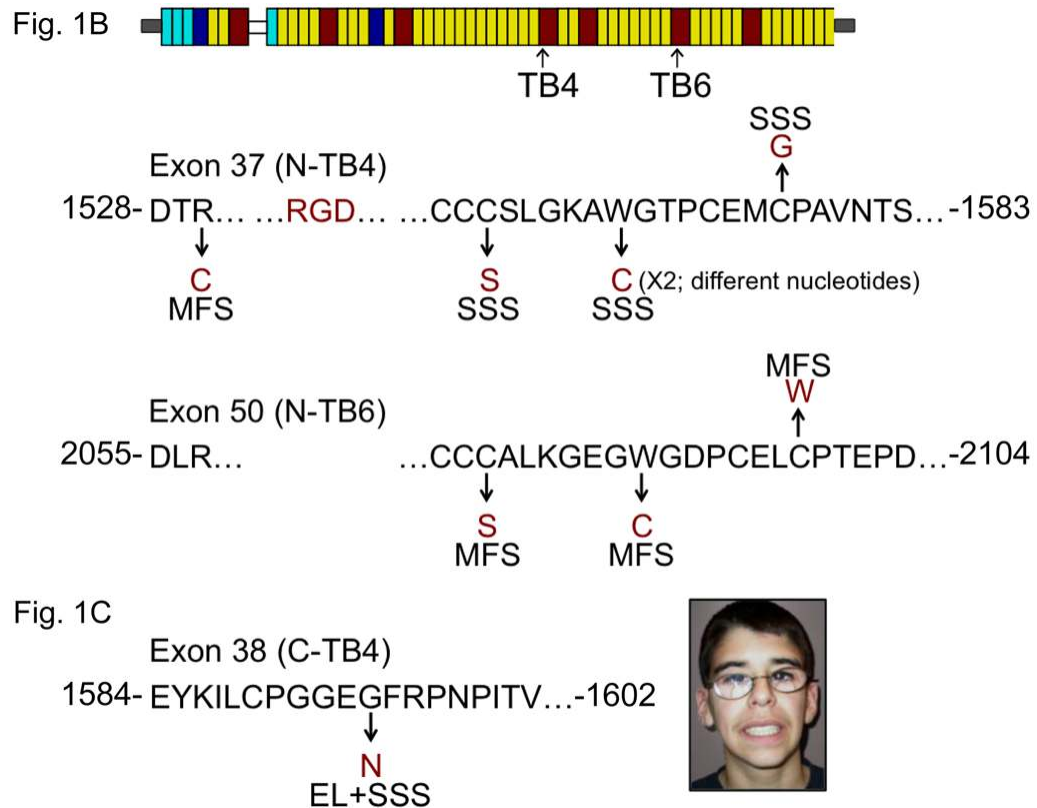 Fig. 1B
TB4 TB6
SSS
G
Exon 37 (N-TB4)
1528- DTR... ...RGD... ...CCCSLGKAWGTPCEMCPAVNTS...-1583
C S C (X2; different nucleotides)
MFS SSS SSS
MFS
W
Exon 50 (N-TB6)
2055- DLR... ...CCCALKGEGWGDPCELCPTEPD...-2104
S C
MFS MFS
Fig. 1C
Exon 38 (C-TB4)
1584- EYKILCPGGEGFRPNPITV...-1602
N
EL+SSS